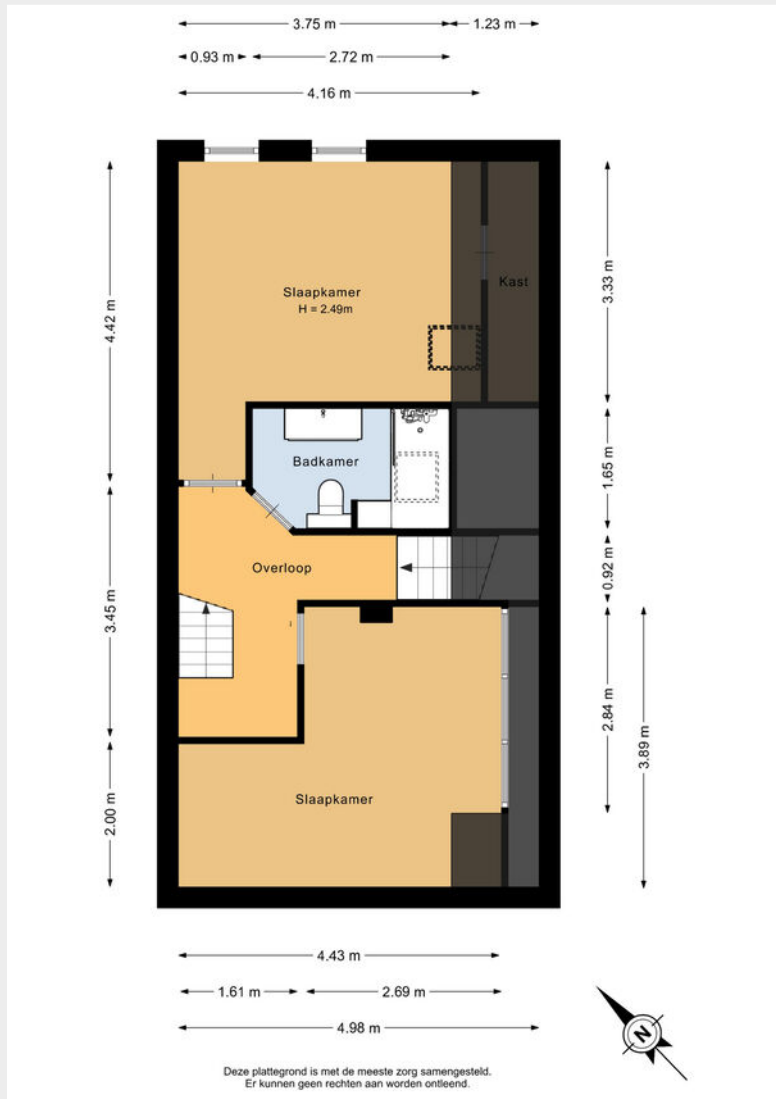 3.75 m
1.23 m
0.93 m
2.72 m
4.16 m
4.42 m
3.33 m
Slaapkamer
H = 2.49m
Kast
Badkamer
1.65 m
Overloop
0.92 m
3.45 m
2.84 m
3.89 m
Slaapkamer
2.00 m
4.43 m
1.61 m
2.69 m
4.98 m
N
Deze plattegrond is met de meeste zorg samengesteld.
Er kunnen geen rechten aan worden ontleend.